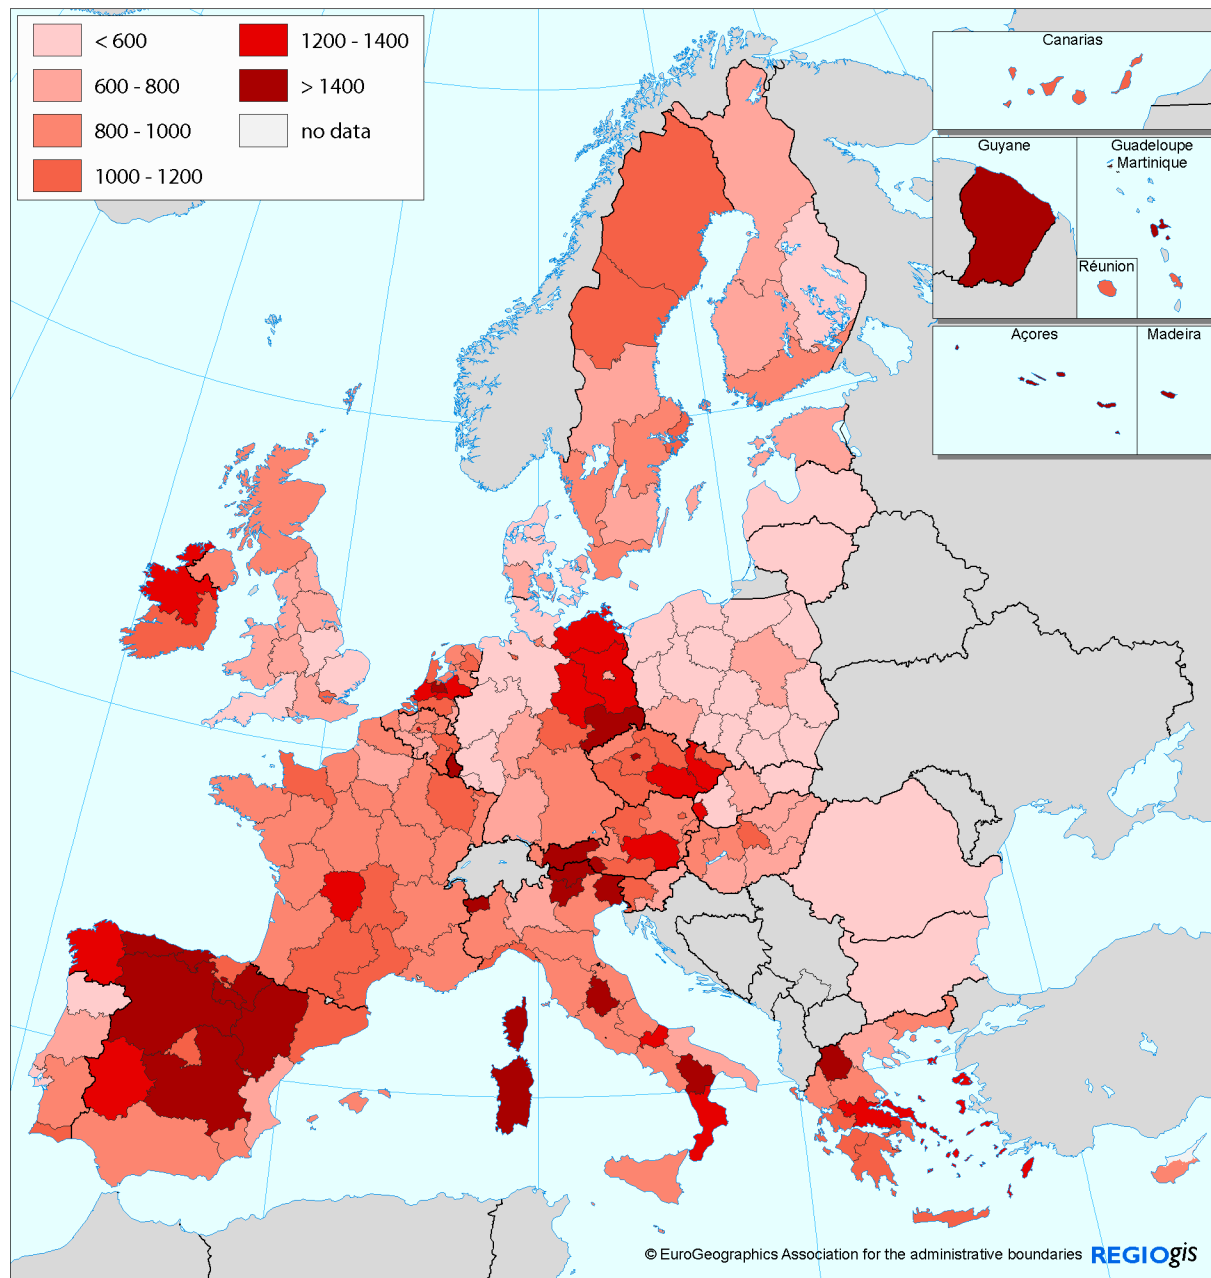 < 600
600 - 800
800 - 1000
1000 - 1200
1200 - 1400
> 1400
no data
Canarias
Guyane
Guadeloupe
Martinique
Réunion
Açores
Madeira
© EuroGeographics Association for the administrative boundaries REGIOgis